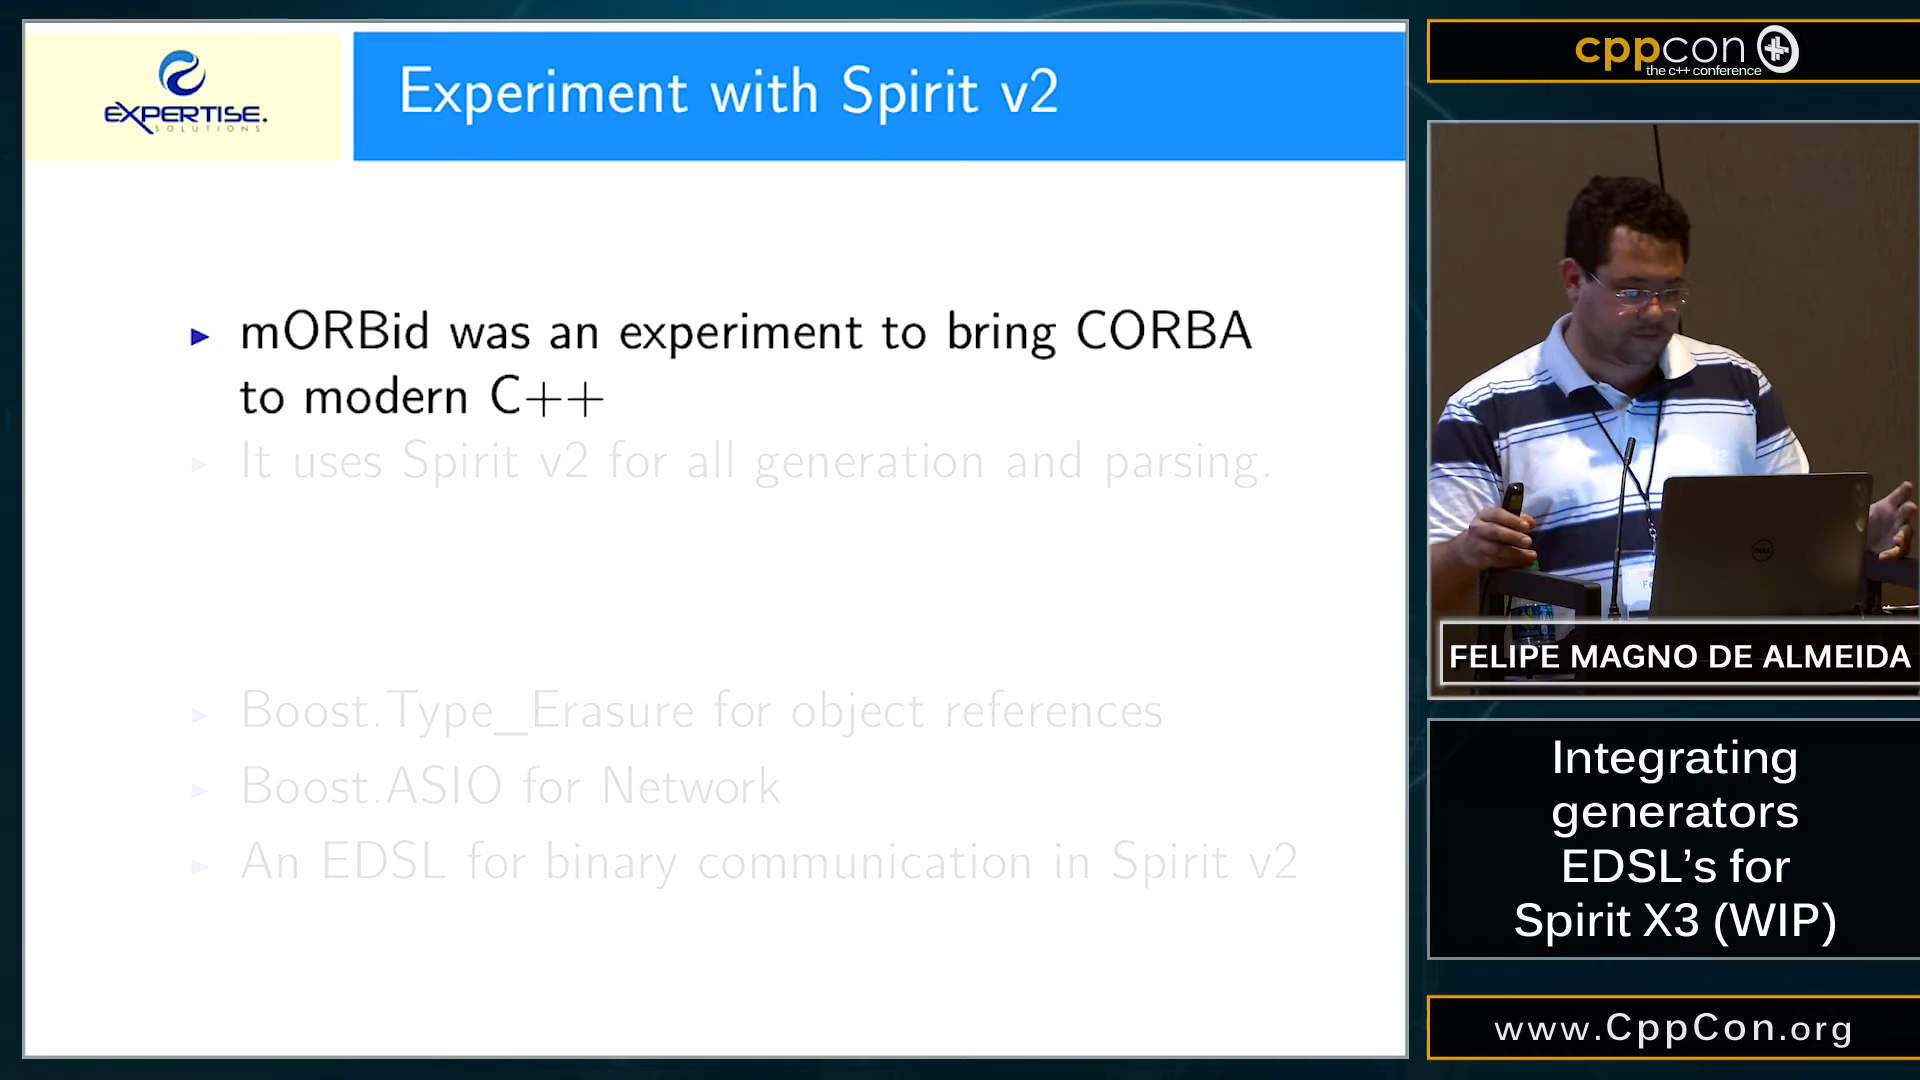 EXPERTISE.
SOLUTIONS
Experiment with Spirit v2
mORBid was an experiment to bring CORBA
to modern C++
It uses Spirit v2 for all generation and parsing.
Boost.Type_Erasure for object references
Boost.ASIO for Network
An EDSL for binary communication in Spirit v2
cppcon
the c++ conference
DELL
Fe
FELIPE MAGNO DE ALMEIDA
Integrating
generators
EDSL’s for
Spirit X3 (WIP)
www.CppCon.org